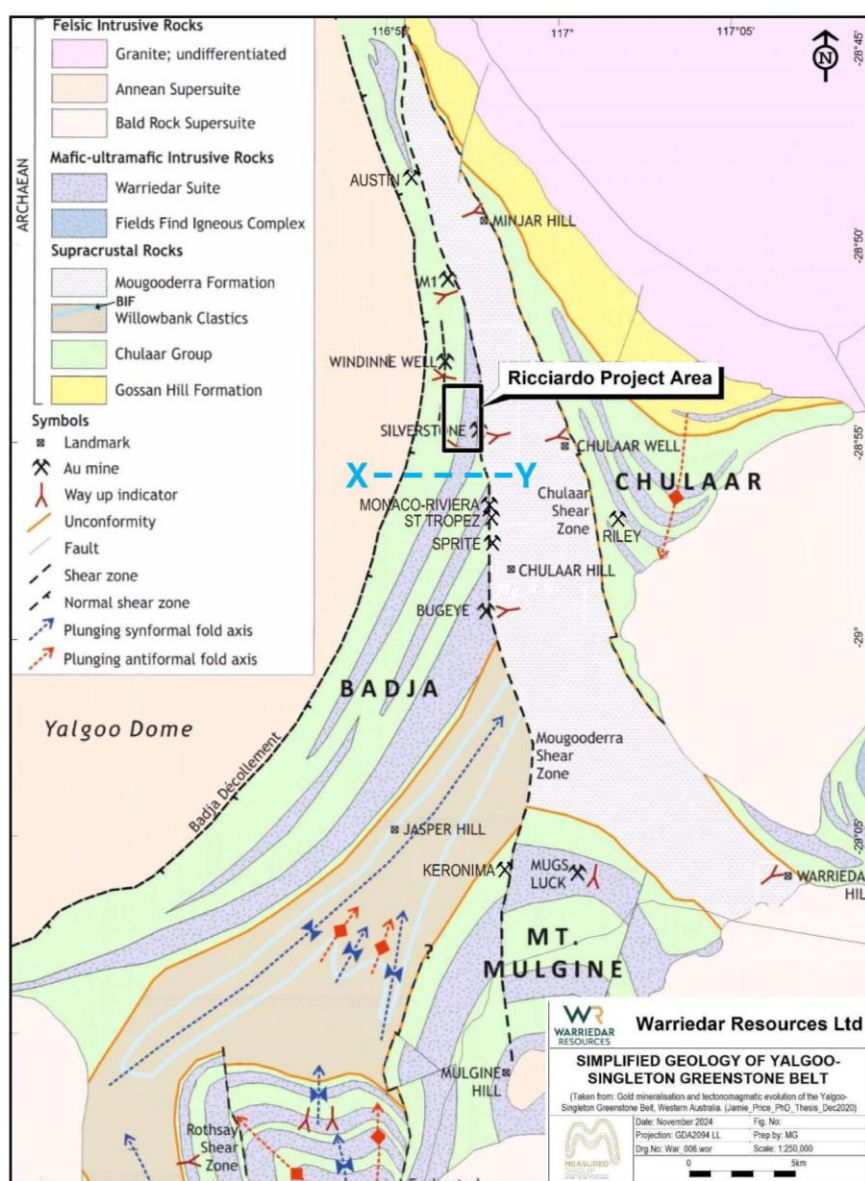 Felsic Intrusive Rocks
Granite; undifferentiated
Annean Supersuite
Bald Rock Supersuite
Mafic-ultramafic Intrusive Rocks
Warriedar Suite
Fields Find Igneous Complex
Supracrustal Rocks
Mougooderra Formation
BIF
Willowbank Clastics
Chulaar Group
Gossan Hill Formation
ARCHAEAN
Symbols
Landmark
Au mine
Way up indicator
Unconformity
Fault
Shear zone
Normal shear zone
Plunging synformal fold axis
Plunging antiformal fold axis
117°
117°05'
N
-28°45'
-28°50'
-28°55'
-29°
-29°05'
AUSTIN
MINJAR HILL
M1
WINDINNE WELL
Ricciardo Project Area
SILVERSTONE
CHULAAR WELL
X
Y
CHULAAR
MONACO-RIVIERA
ST TROPEZ
Chulaar
Shear
Zone
RILEY
SPRITE
CHULAAR HILL
BUGEYE
BADJA
Yalgoo Dome
Mougooderra
Shear
Zone
Badja Décollement
JASPER HILL
KERONIMA
MUGS
LUCK
WARRIEDA
HIL
?
MT.
MULGINE
MULGINE
HILL
Rothsay
Shear
Zone
WR
WARRIEDAR
RESOURCES
Warriedar Resources Ltd
SIMPLIFIED GEOLOGY OF YALGOO-
SINGLETON GREENSTONE BELT
(Taken from: Gold mineralisation and tectonomagmatic evolution of the Yalgoo-
Singleton Greenstone Belt, Western Australia. (Jamie_Price_PhD_Thesis_Dec2020)
Date: November 2024
Fig. No:
Projection: GDA2094 LL
Prep by: MG
Drg.No: War_006.wor
Scale: 1:250,000
0
5km
MEASURED
GROUP